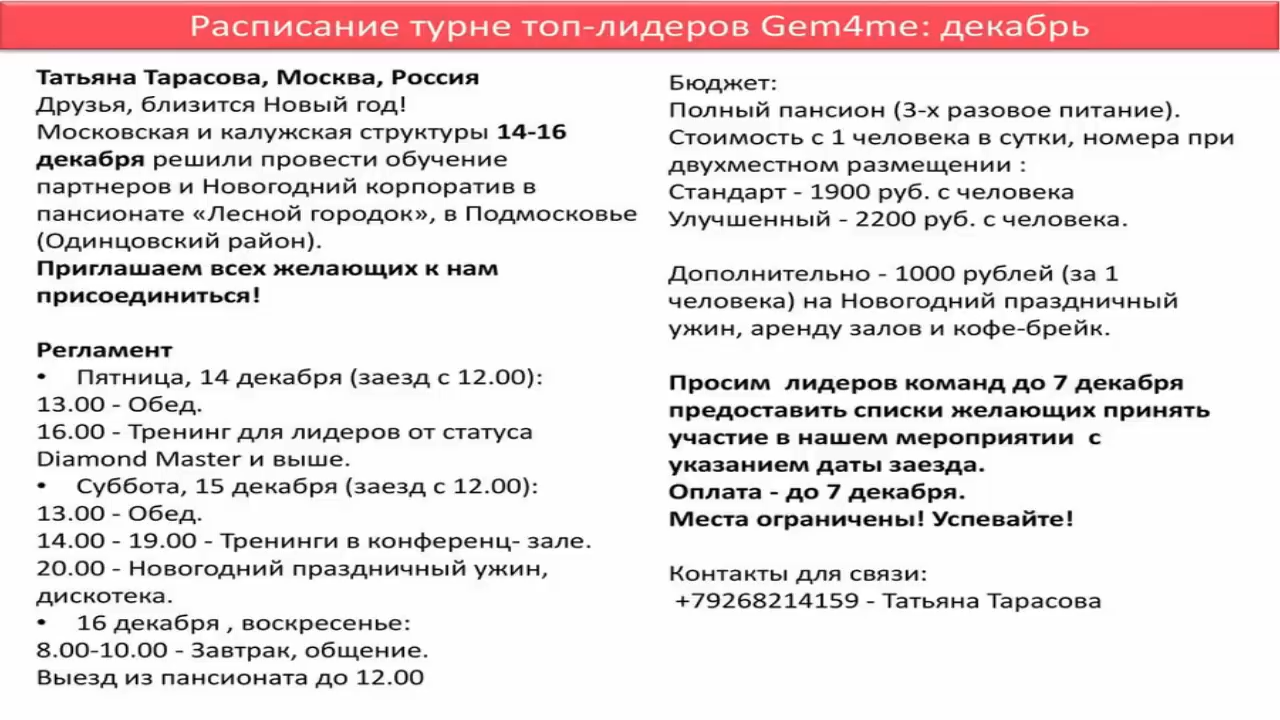 Расписание турне топ-лидеров Gem4me: декабрь
Татьяна Тарасова, Москва, Россия
Друзья, близится Новый год!
Московская и калужская структуры 14-16
декабря решили провести обучение
партнеров и Новогодний корпоратив в
пансионате «Лесной городок», в Подмосковье
(Одинцовский район).
Приглашаем всех желающих к нам
присоединиться!
Регламент
• Пятница, 14 декабря (заезд с 12.00):
13.00 - Обед.
16.00 - Тренинг для лидеров от статуса
Diamond Master и выше.
• Суббота, 15 декабря (заезд с 12.00):
13.00 - Обед.
14.00 - 19.00 - Тренинги в конференц- зале.
20.00 - Новогодний праздничный ужин,
дискотека.
• 16 декабря , воскресенье:
8.00-10.00 - Завтрак, общение.
Выезд из пансионата до 12.00
Бюджет:
Полный пансион (3-х разовое питание).
Стоимость с 1 человека в сутки, номера при
двухместном размещении :
Стандарт - 1900 руб. с человека
Улучшенный - 2200 руб. с человека.
Дополнительно - 1000 рублей (за 1
человека) на Новогодний праздничный
ужин, аренду залов и кофе-брейк.
Просим  лидеров команд до 7 декабря
предоставить списки желающих принять
участие в нашем мероприятии  с
указанием даты заезда.
Оплата - до 7 декабря.
Места ограничены! Успевайте!
Контакты для связи:
+79268214159 - Татьяна Тарасова